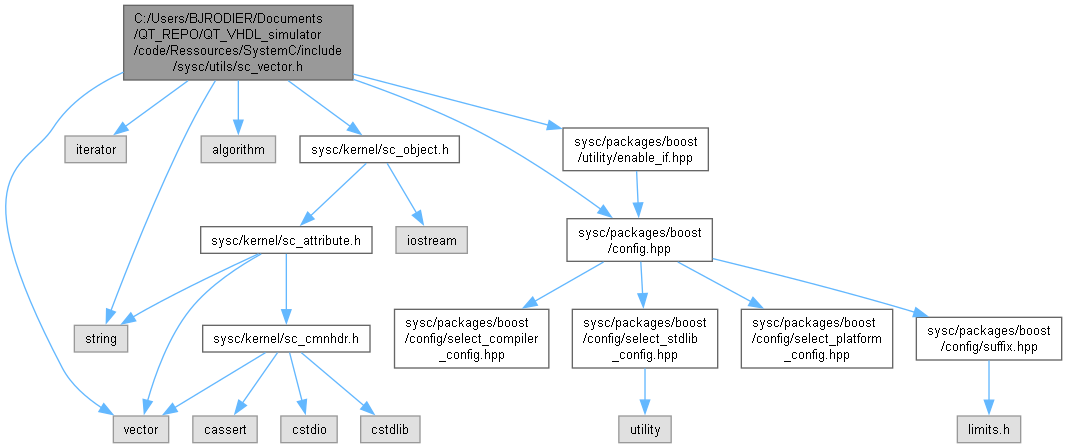 C:/Users/BJRODIER/Documents
/QT_REPO/QT_VHDL_simulator
/code/Ressources/SystemC/include
/sysc/utils/sc_vector.h
iterator
algorithm
sysc/kernel/sc_object.h
sysc/packages/boost
/utility/enable_if.hpp
sysc/kernel/sc_attribute.h
iostream
sysc/packages/boost
/config.hpp
string
sysc/kernel/sc_cmnhdr.h
sysc/packages/boost
/config/select_compiler
_config.hpp
sysc/packages/boost
/config/select_stdlib
_config.hpp
sysc/packages/boost
/config/select_platform
_config.hpp
sysc/packages/boost
/config/suffix.hpp
vector
cassert
cstdio
cstdlib
utility
limits.h